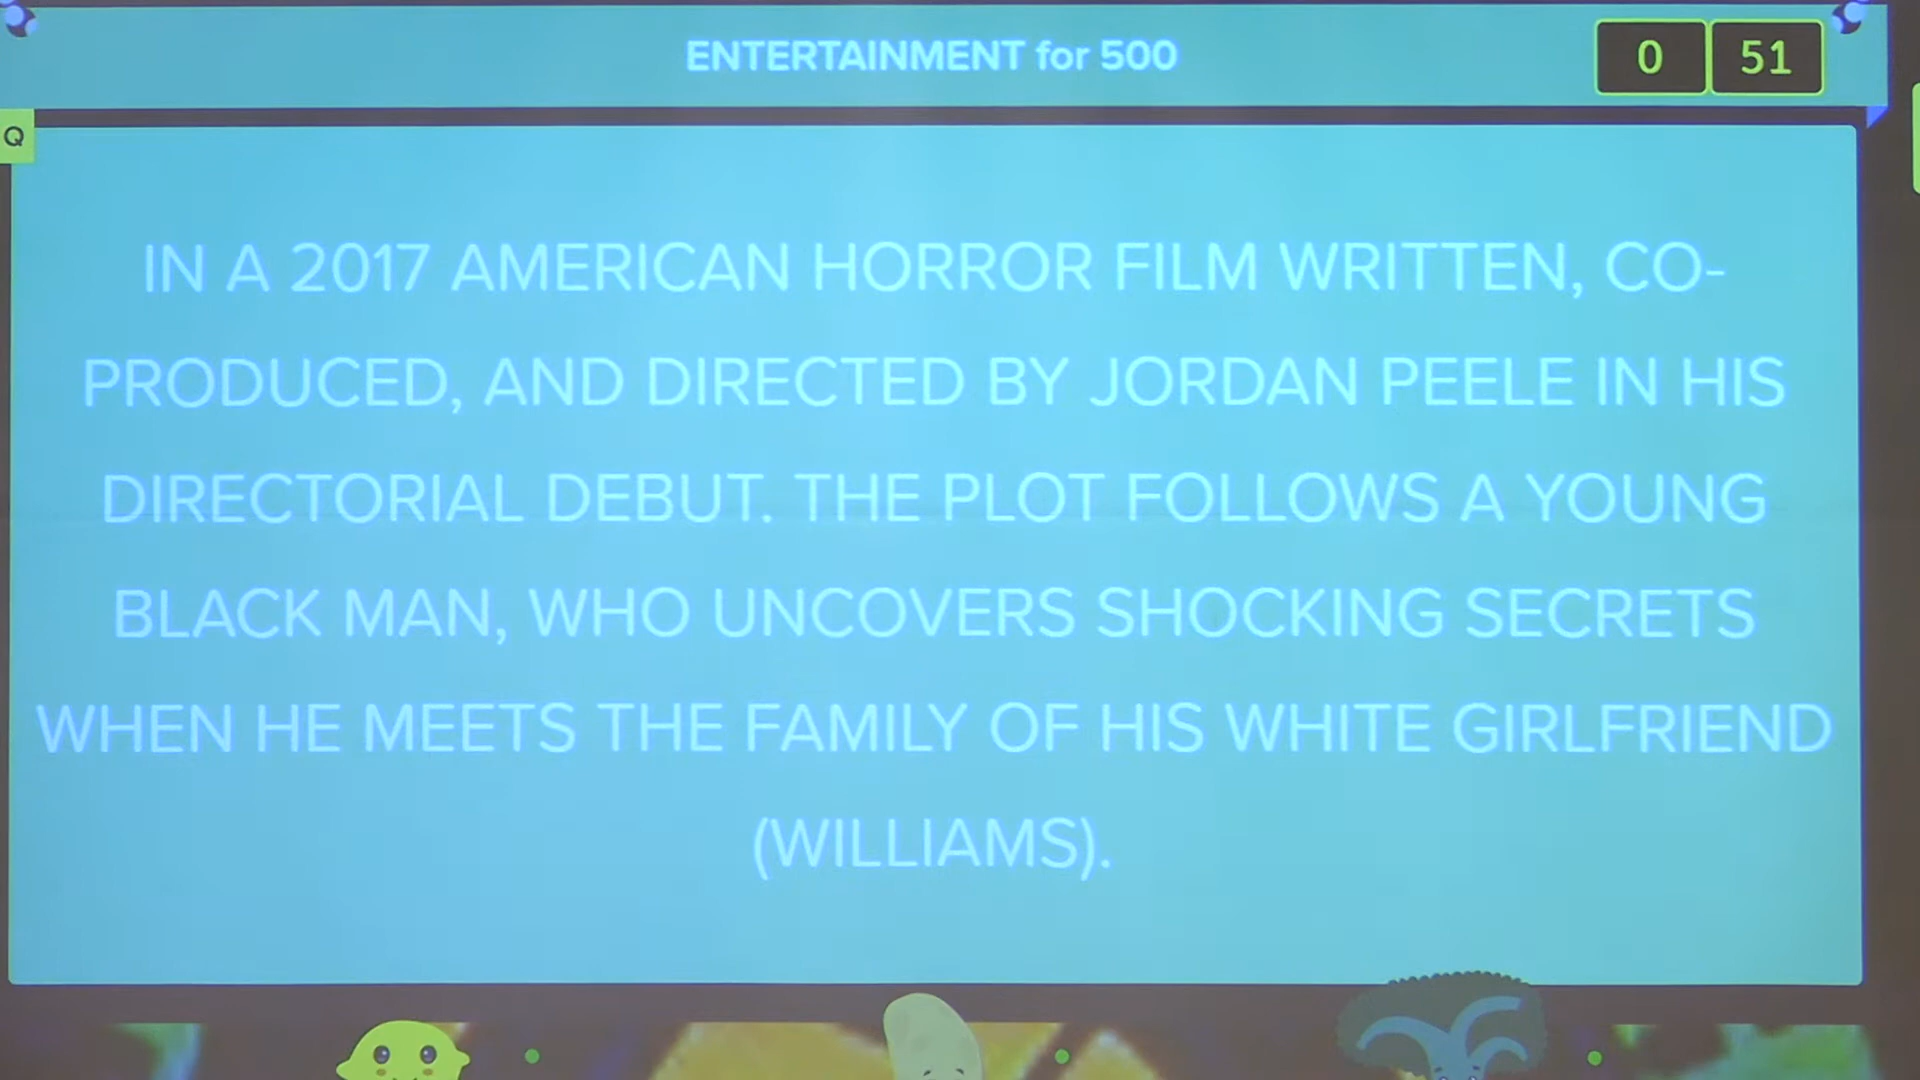 ENTERTAINMENT for 500
0 51
Q
IN A 2017 AMERICAN HORROR FILM WRITTEN, CO-
PRODUCED, AND DIRECTED BY JORDAN PEELE IN HIS
DIRECTORIAL DEBUT. THE PLOT FOLLOWS A YOUNG
BLACK MAN, WHO UNCOVERS SHOCKING SECRETS
WHEN HE MEETS THE FAMILY OF HIS WHITE GIRLFRIEND
(WILLIAMS).